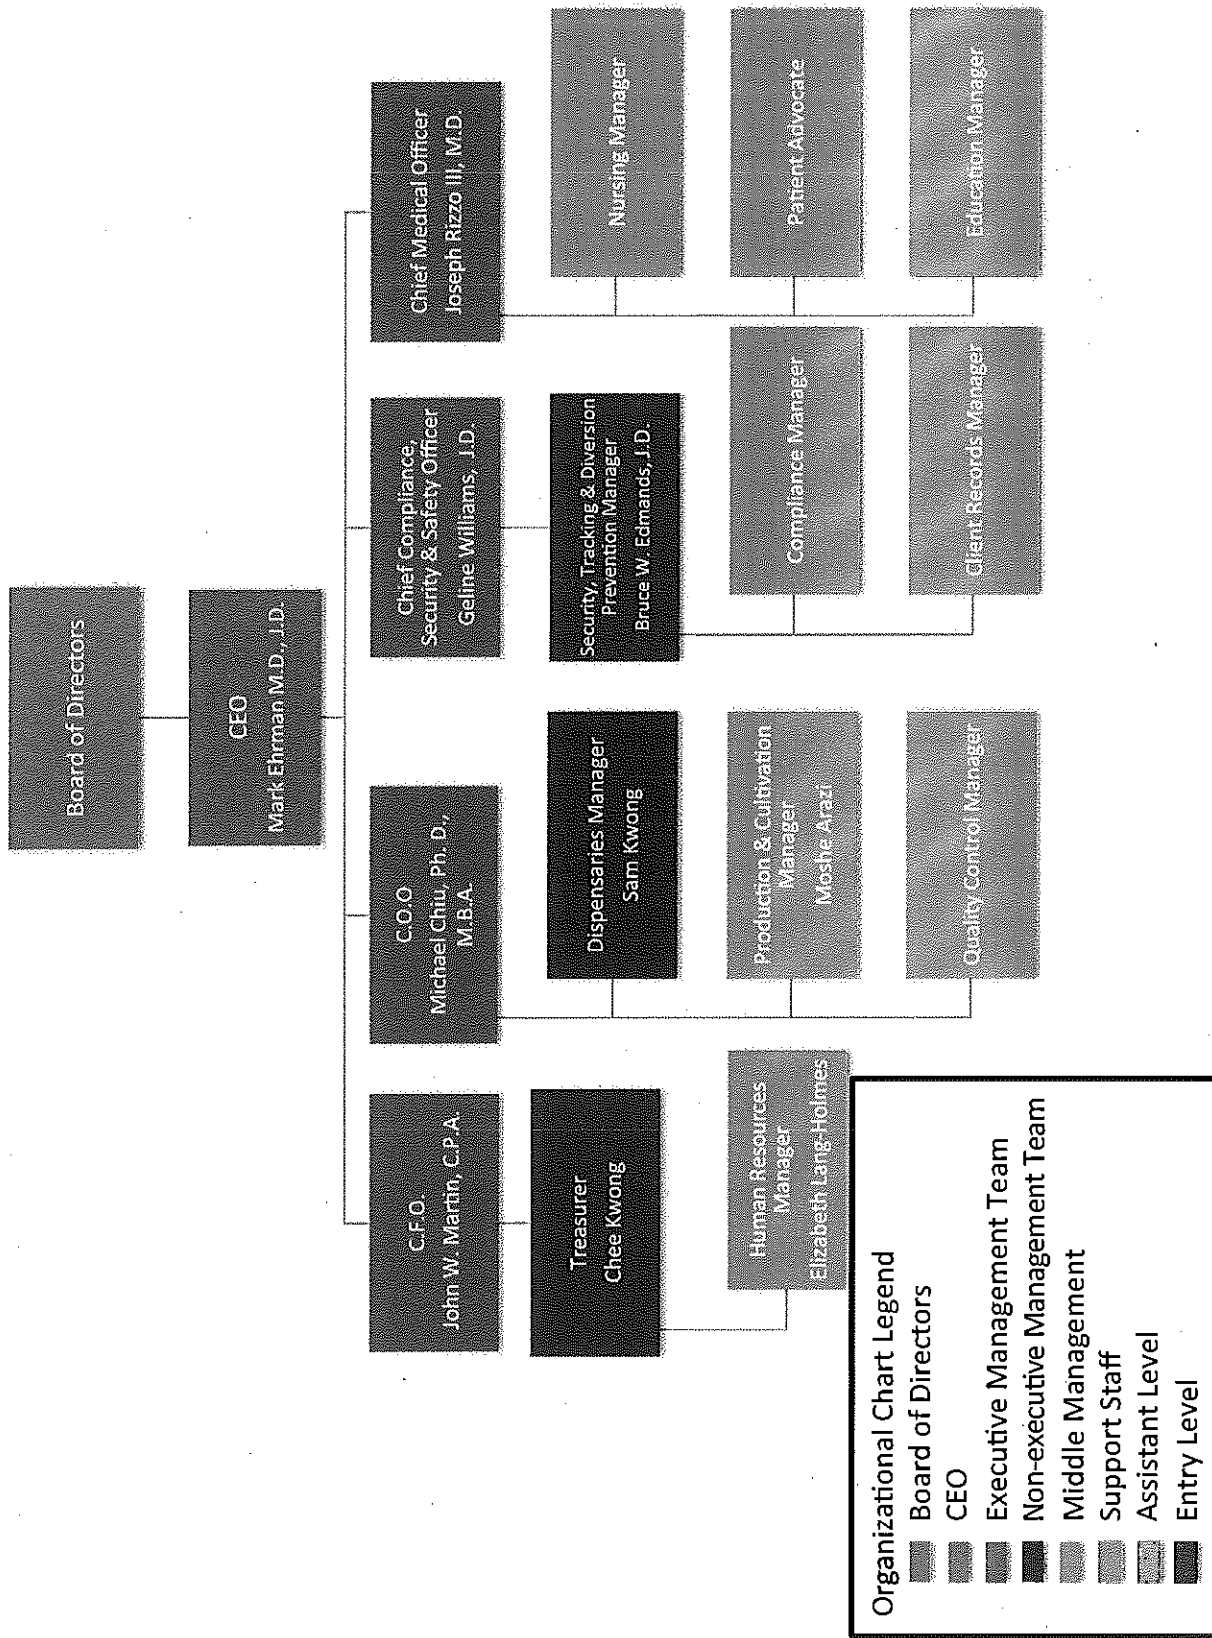 Board of Directors
CEO
Mark Ehrman M.D., J.D.
C.F.O.
John W. Martin, C.P.A.
C.O.O
Michael Chiu, Ph. D.,
M.B.A.
Chief Compliance,
Security & Safety Officer
Geline Williams, J.D.
Chief Medical Officer
Joseph Rizzo III, M.D.
Treasurer
Chee Kwong
Dispensaries Manager
Sam Kwong
Security, Tracking & Diversion
Prevention Manager
Bruce W. Edmands, J.D.
Nursing Manager
Human Resources
Manager
Elizabeth Lang-Holmes
Production & Cultivation
Manager
Moshe Arazi
Compliance Manager
Patient Advocate
Quality Control Manager
Client Records Manager
Education Manager
Organizational Chart Legend
Board of Directors
CEO
Executive Management Team
Non-executive Management Team
Middle Management
Support Staff
Assistant Level
Entry Level